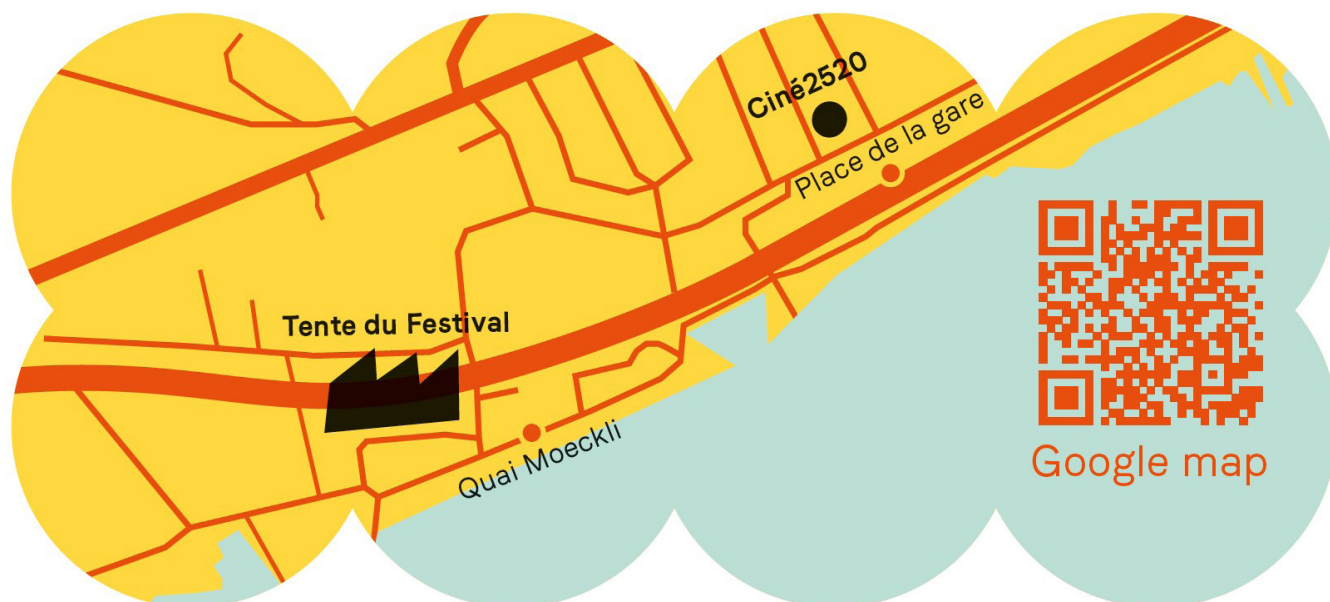 Ciné2520
Place de la gare
Tente du Festival
Quai Moeckli
Google map